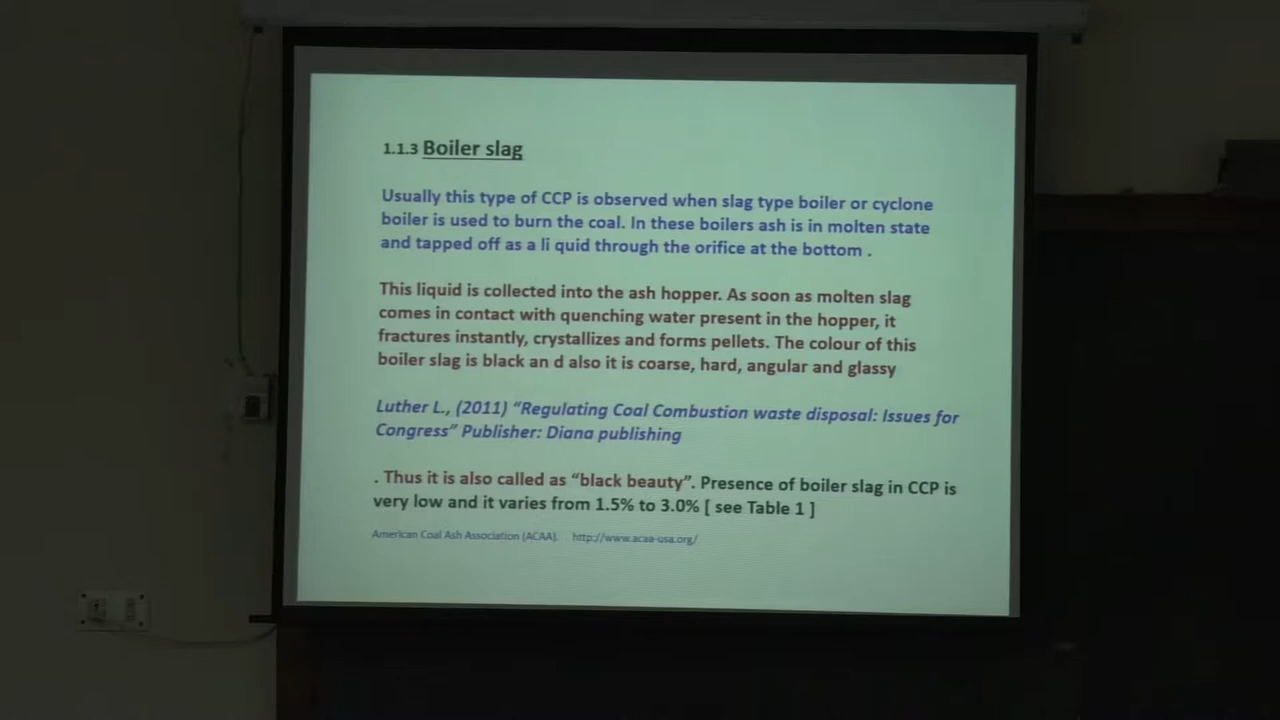 1.1.3 Boiler slag
Usually this type of CCP is observed when slag type boiler or cyclone
boiler is used to burn the coal. In these boilers ash is in molten state
and tapped off as a li quid through the orifice at the bottom .
This liquid is collected into the ash hopper. As soon as molten slag
comes in contact with quenching water present in the hopper, it
fractures instantly, crystallizes and forms pellets. The colour of this
boiler slag is black an d also it is coarse, hard, angular and glassy
Luther L., (2011) “Regulating Coal Combustion waste disposal: Issues for
Congress” Publisher: Diana publishing
. Thus it is also called as “black beauty”. Presence of boiler slag in CCP is
very low and it varies from 1.5% to 3.0% [ see Table 1 ]
American Coal Ash Association (ACAA). http://www.acaa-usa.org/